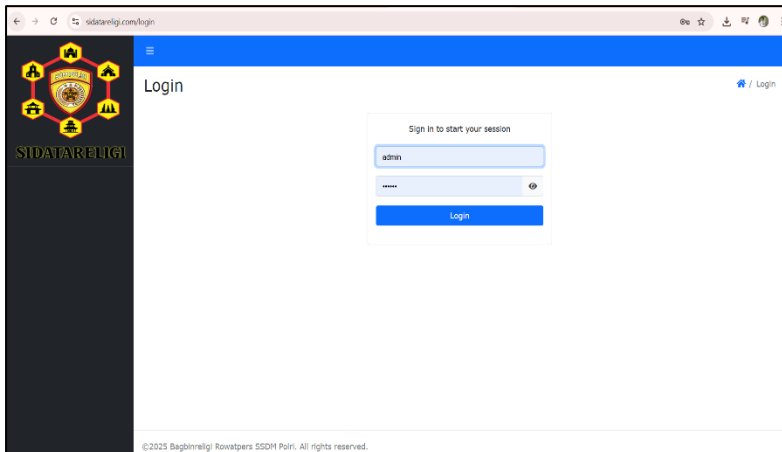 sidatareligi.com/login
SIDATARELIGI
Login
/ Login
Sign in to start your session
admin
••••••
Login
©2025 Bagbinreligi Rowatpers SSDM Polri. All rights reserved.